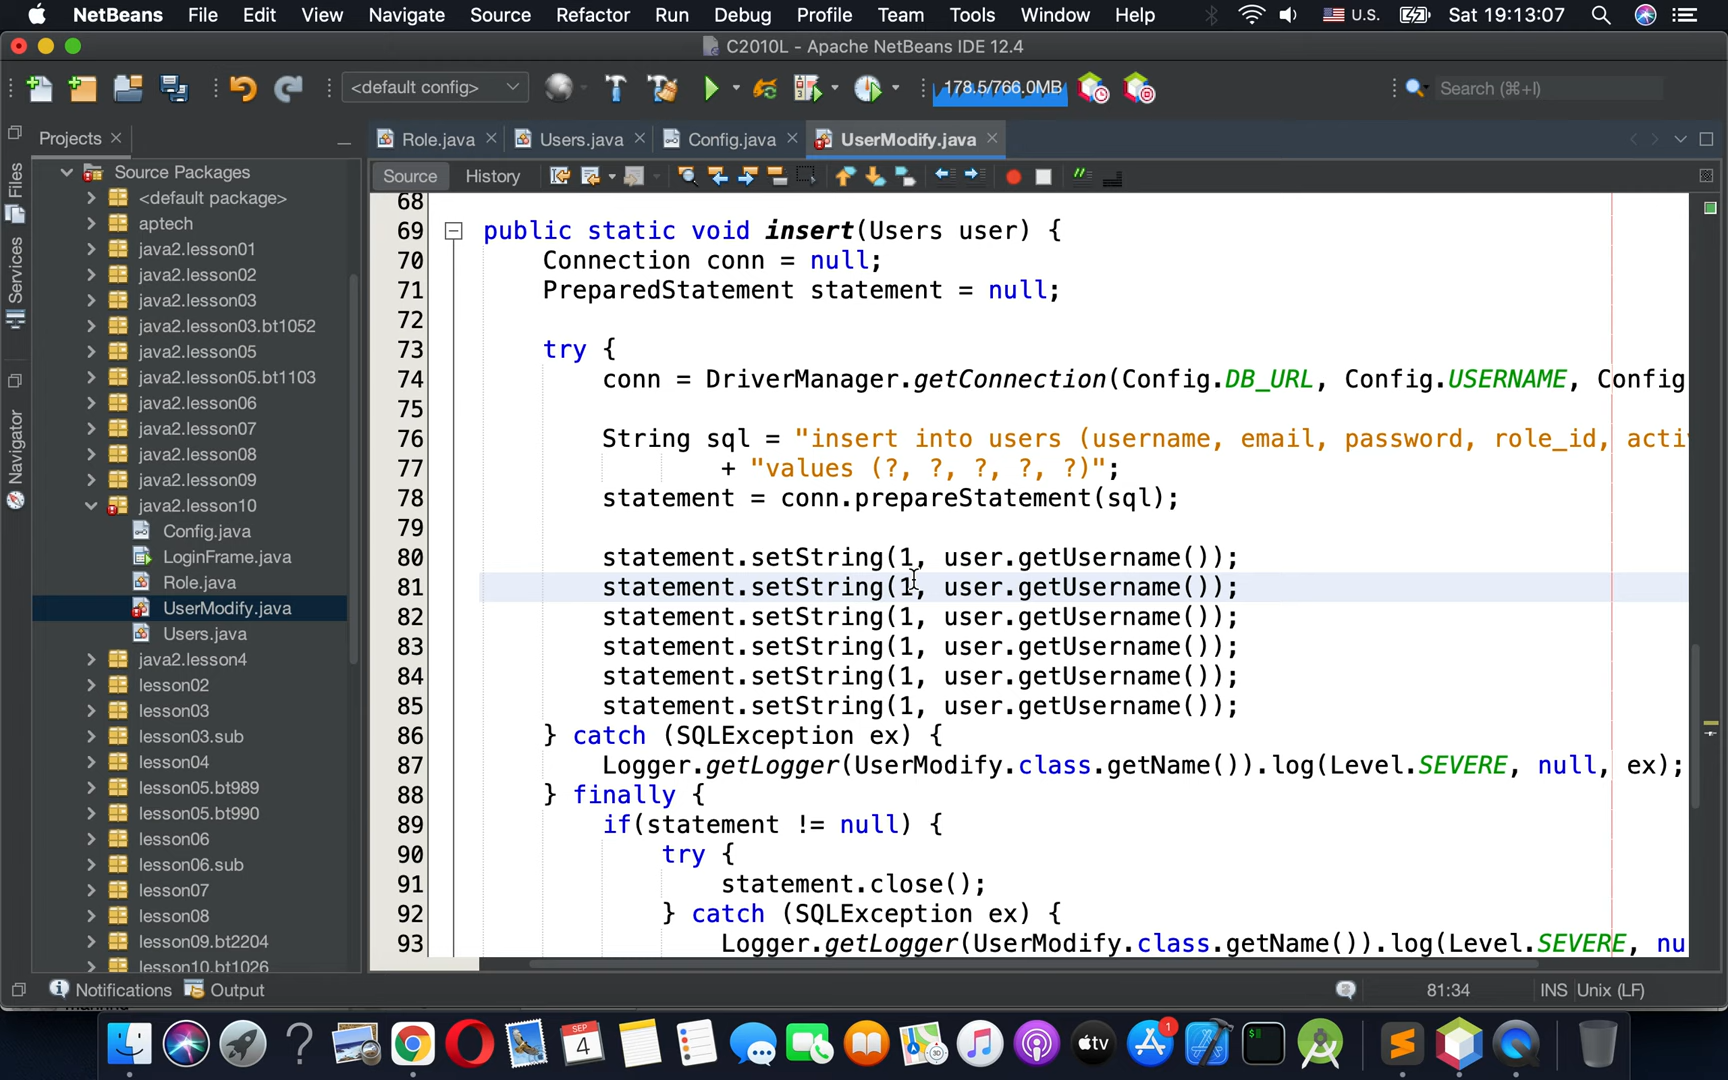 NetBeans File Edit View Navigate Source Refactor Run Debug Profile Team Tools Window Help U.S. Sat 19:13:07
C2010L - Apache NetBeans IDE 12.4
<default config> 178.5/766.0MB Search (⌘+I)
Projects Role.java Users.java Config.java UserModify.java
Source History
Files
Services
Navigator
Source Packages
<default package>
aptech
java2.lesson01
java2.lesson02
java2.lesson03
java2.lesson03.bt1052
java2.lesson05
java2.lesson05.bt1103
java2.lesson06
java2.lesson07
java2.lesson08
java2.lesson09
java2.lesson10
Config.java
LoginFrame.java
Role.java
UserModify.java
Users.java
java2.lesson4
lesson02
lesson03
lesson03.sub
lesson04
lesson05.bt989
lesson05.bt990
lesson06
lesson06.sub
lesson07
lesson08
lesson09.bt2204
lesson10.bt1026
68
69 public static void insert(Users user) {
70 Connection conn = null;
71 PreparedStatement statement = null;
72
73 try {
74 conn = DriverManager.getConnection(Config.DB_URL, Config.USERNAME, Config
75
76 String sql = "insert into users (username, email, password, role_id, acti
77 + "values (?, ?, ?, ?, ?)";
78 statement = conn.prepareStatement(sql);
79
80 statement.setString(1, user.getUsername());
81 statement.setString(1, user.getUsername());
82 statement.setString(1, user.getUsername());
83 statement.setString(1, user.getUsername());
84 statement.setString(1, user.getUsername());
85 statement.setString(1, user.getUsername());
86 } catch (SQLException ex) {
87 Logger.getLogger(UserModify.class.getName()).log(Level.SEVERE, null, ex);
88 } finally {
89 if(statement != null) {
90 try {
91 statement.close();
92 } catch (SQLException ex) {
93 Logger.getLogger(UserModify.class.getName()).log(Level.SEVERE, nu
Notifications Output 81:34 INS Unix (LF)
SEP
4
tv
1